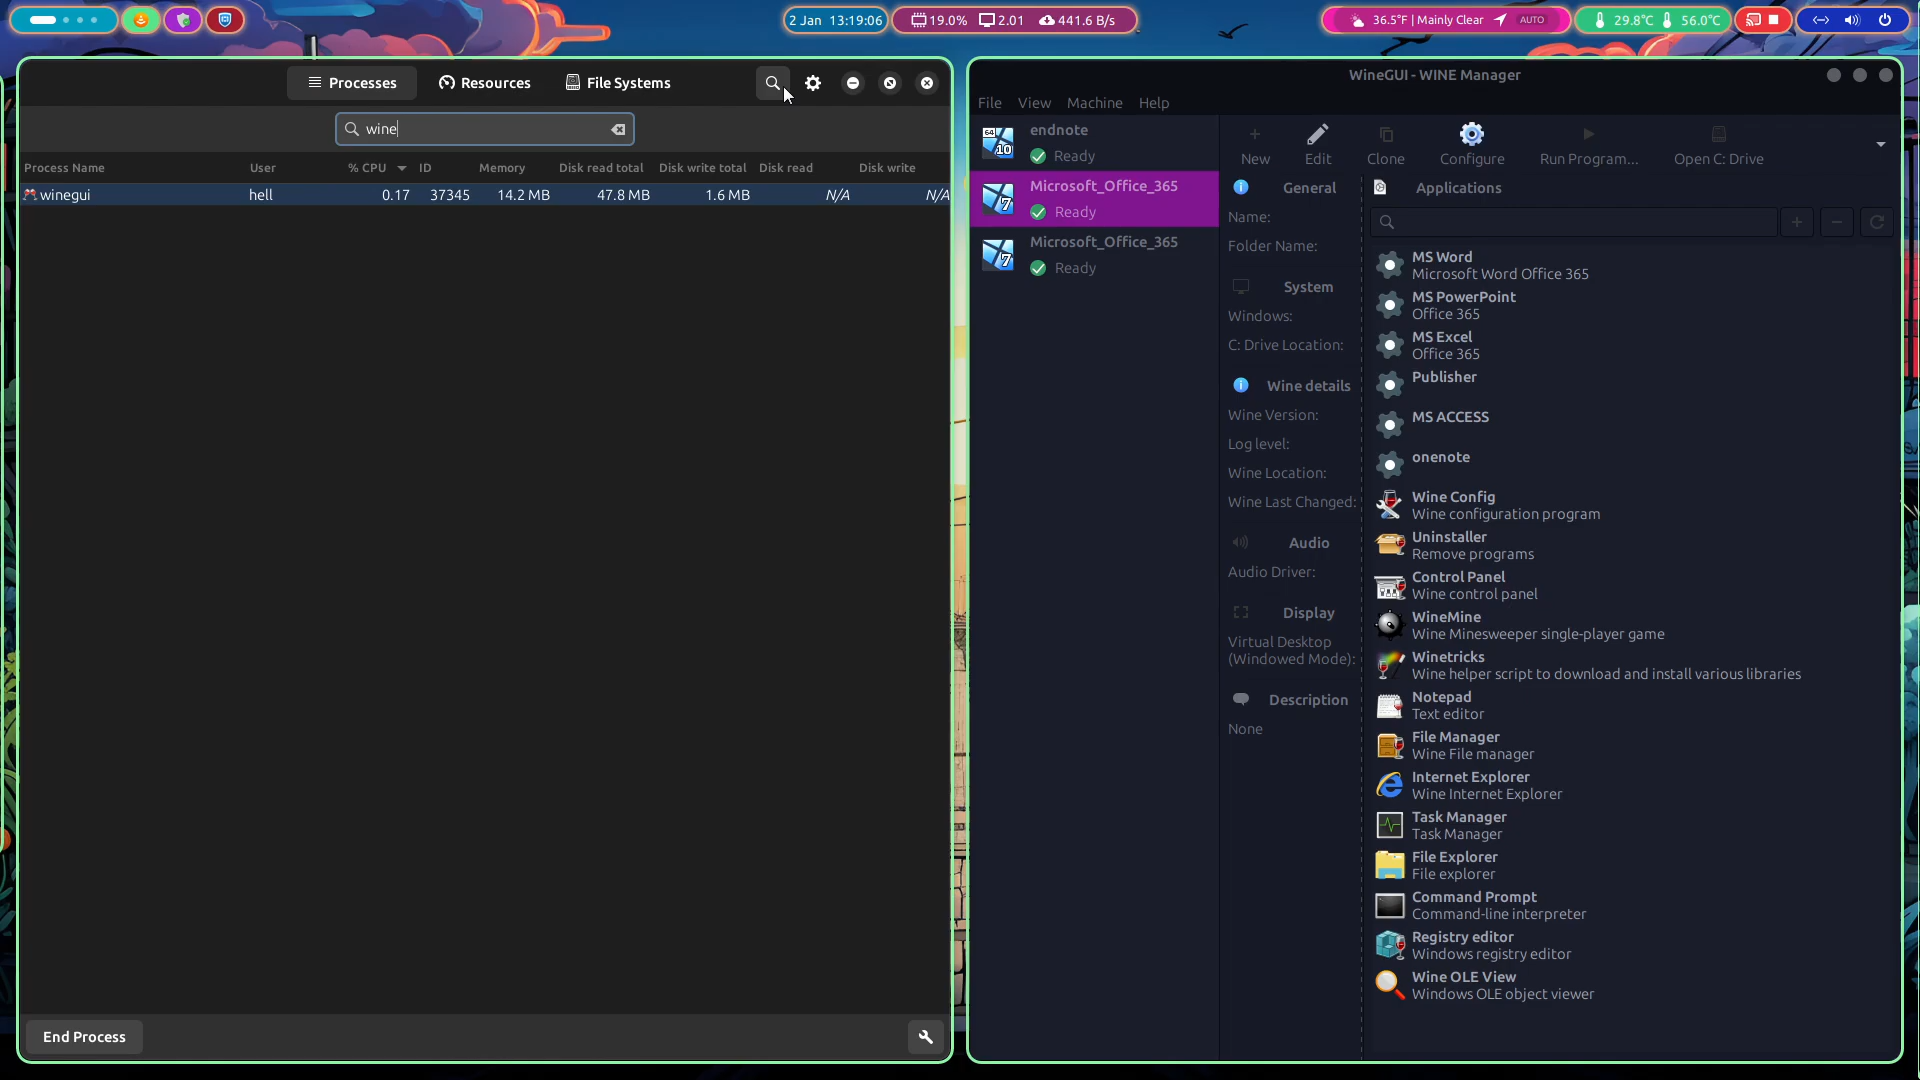 2 Jan 13:19:06
19.0% 2.01 441.6 B/s
36.5°F | Mainly Clear AUTO
29.8°C 56.0°C
Processes
Resources
File Systems
wine
Process Name User % CPU ID Memory Disk read total Disk write total Disk read Disk write
winegui hell 0.17 37345 14.2 MB 47.8 MB 1.6 MB N/A N/A
End Process
WineGUI - WINE Manager
File View Machine Help
64
10
endnote
Ready
7
Microsoft_Office_365
Ready
7
Microsoft_Office_365
Ready
New
Edit
Clone
Configure
Run Program...
Open C: Drive
General
Name:
Folder Name:
System
Windows:
C: Drive Location:
Wine details
Wine Version:
Log level:
Wine Location:
Wine Last Changed:
Audio
Audio Driver:
Display
Virtual Desktop
(Windowed Mode):
Description
None
Applications
MS Word
Microsoft Word Office 365
MS PowerPoint
Office 365
MS Excel
Office 365
Publisher
MS ACCESS
onenote
Wine Config
Wine configuration program
Uninstaller
Remove programs
Control Panel
Wine control panel
WineMine
Wine Minesweeper single-player game
Winetricks
Wine helper script to download and install various libraries
Notepad
Text editor
File Manager
Wine File manager
Internet Explorer
Wine Internet Explorer
Task Manager
Task Manager
File Explorer
File explorer
Command Prompt
Command-line interpreter
Registry editor
Windows registry editor
Wine OLE View
Windows OLE object viewer